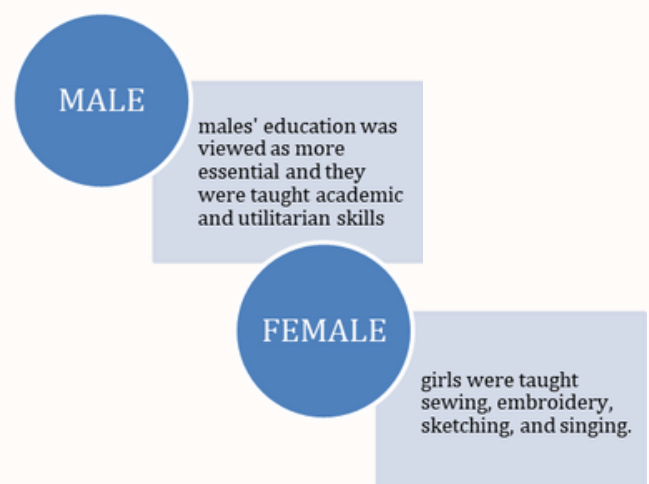 MALE
males' education was
viewed as more
essential and they
were taught academic
and utilitarian skills
FEMALE
girls were taught
sewing, embroidery,
sketching, and singing.